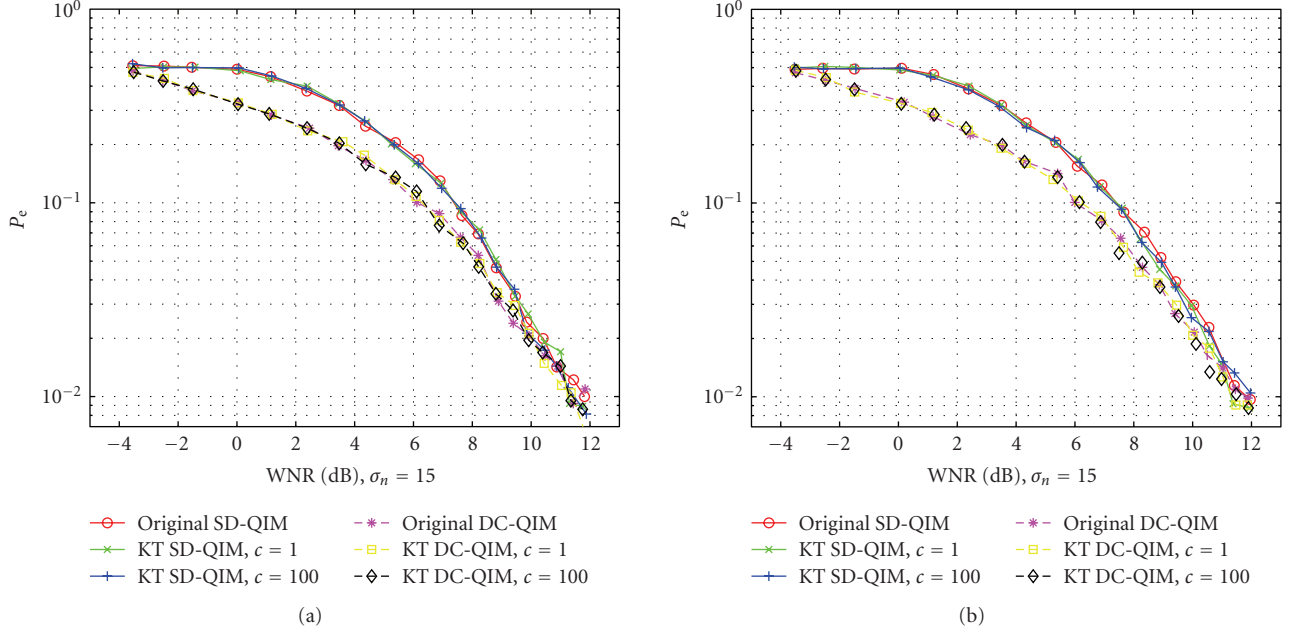 10⁰
10⁻¹
10⁻²
Pₑ
−4 −2 0 2 4 6 8 10 12
WNR (dB), σₙ = 15
Original SD-QIM
KT SD-QIM, c = 1
KT SD-QIM, c = 100
Original DC-QIM
KT DC-QIM, c = 1
KT DC-QIM, c = 100
(a)
10⁰
10⁻¹
10⁻²
Pₑ
−4 −2 0 2 4 6 8 10 12
WNR (dB), σₙ = 15
Original SD-QIM
KT SD-QIM, c = 1
KT SD-QIM, c = 100
Original DC-QIM
KT DC-QIM, c = 1
KT DC-QIM, c = 100
(b)